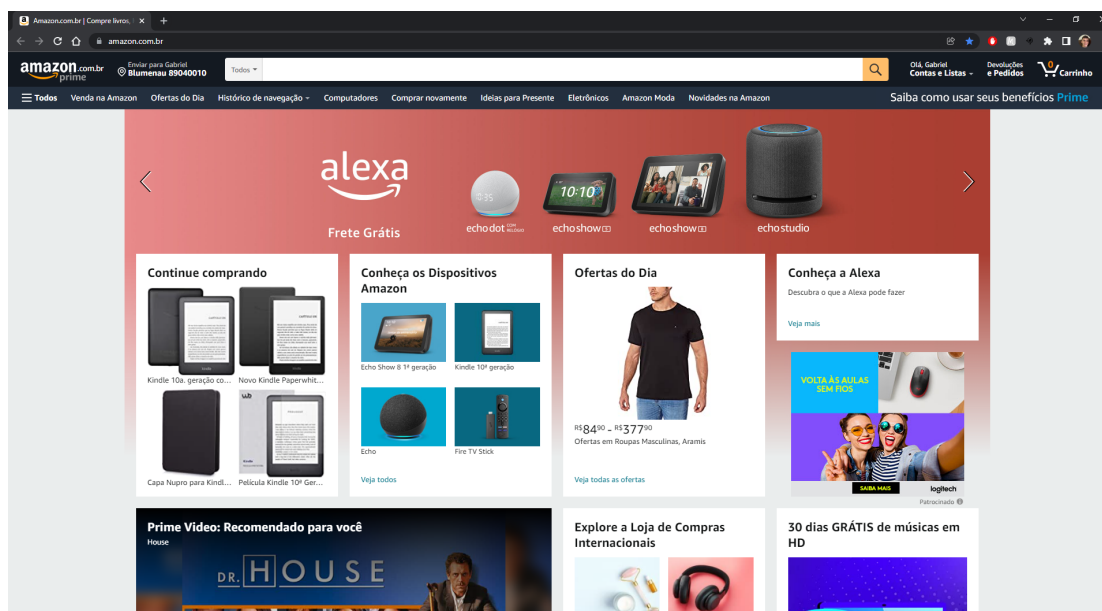 Amazon.com.br | Compre livros,
amazon.com.br
amazon.com.br
prime
Enviar para Gabriel
Blumenau 89040010
Todos
Olá, Gabriel
Contas e Listas
Devoluções
e Pedidos
0
Carrinho
Todos
Venda na Amazon
Ofertas do Dia
Histórico de navegação
Computadores
Comprar novamente
Ideias para Presente
Eletrônicos
Amazon Moda
Novidades na Amazon
Saiba como usar seus benefícios Prime
alexa
Frete Grátis
10:10
echo dot COM RELÓGIO
echo show 5
echo show 8
echo studio
Continue comprando
Kindle 10a. geração co...
Novo Kindle Paperwhit...
Capa Nupro para Kindl...
Película Kindle 10ª Ger...
Conheça os Dispositivos
Amazon
Echo Show 8 1ª geração
Kindle 10ª geração
Echo
Fire TV Stick
Veja todos
Ofertas do Dia
R$8490 - R$37790
Ofertas em Roupas Masculinas, Aramis
Veja todas as ofertas
Conheça a Alexa
Descubra o que a Alexa pode fazer
Veja mais
VOLTA ÀS AULAS
SEM FIOS
SAIBA MAIS
logitech
Patrocinado
Prime Video: Recomendado para você
House
DR. HOUSE
Explore a Loja de Compras
Internacionais
30 dias GRÁTIS de músicas em
HD